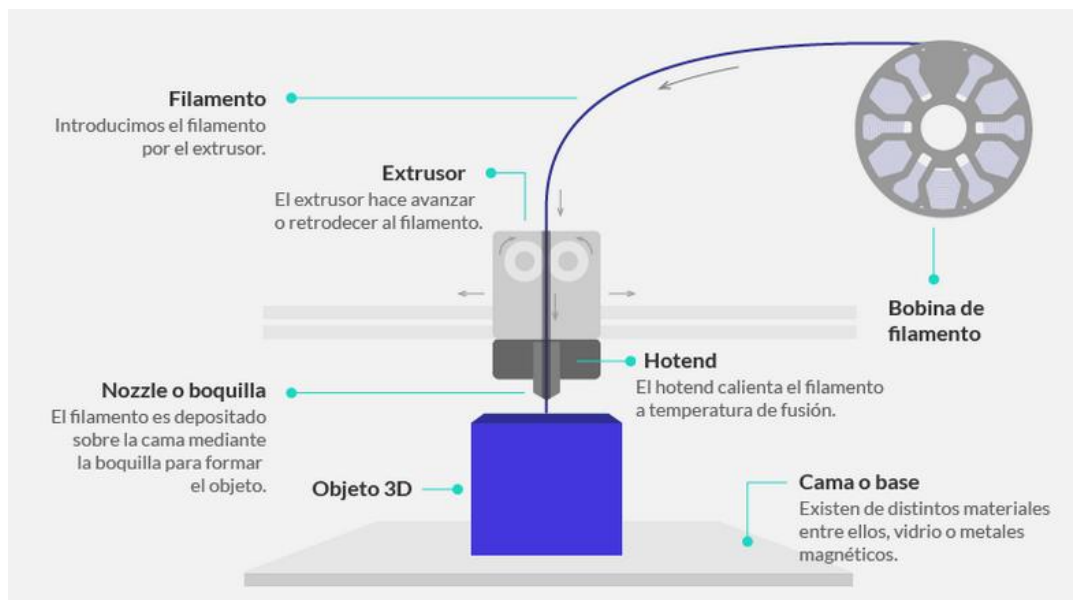 Filamento
Introducimos el filamento
por el extrusor.
Extrusor
El extrusor hace avanzar
o retrodecer al filamento.
Bobina de
filamento
Hotend
El hotend calienta el filamento
a temperatura de fusión.
Nozzle o boquilla
El filamento es depositado
sobre la cama mediante
la boquilla para formar
el objeto.
Objeto 3D
Cama o base
Existen de distintos materiales
entre ellos, vidrio o metales
magnéticos.